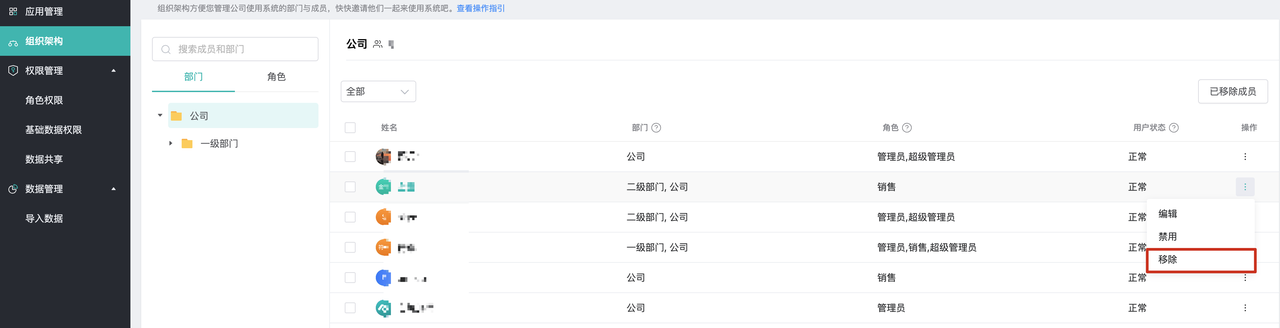 组织架构方便您管理公司使用系统的部门与成员，快快邀请他们一起来使用系统吧。查看操作指引
应用管理
组织架构
权限管理
角色权限
基础数据权限
数据共享
数据管理
导入数据
搜索成员和部门
部门 角色
公司
一级部门
公司
全部
已移除成员
姓名 部门 角色 用户状态 操作
公司 管理员,超级管理员 正常
二级部门, 公司 销售 正常
二级部门, 公司 管理员,超级管理员 正常
一级部门, 公司 管理员,销售,超级管理员 正常
公司 销售 正常
公司 管理员 正常
编辑
禁用
移除